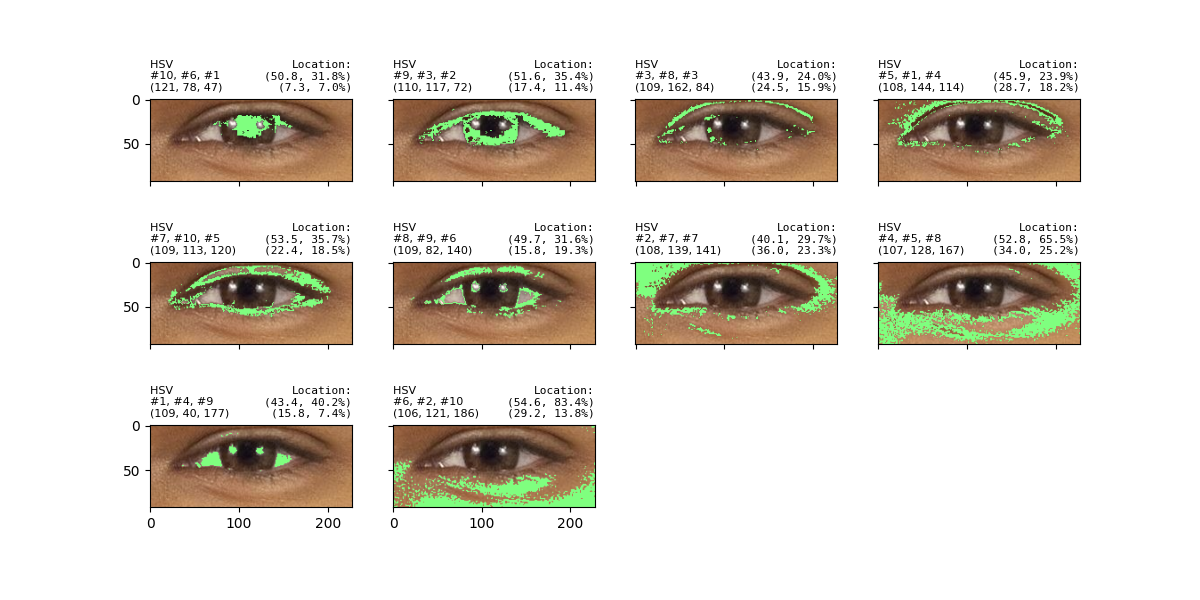 HSV Location:
#10, #6, #1 (50.8, 31.8%)
(121, 78, 47) (7.3, 7.0%)
HSV Location:
#9, #3, #2 (51.6, 35.4%)
(110, 117, 72) (17.4, 11.4%)
HSV Location:
#3, #8, #3 (43.9, 24.0%)
(109, 162, 84) (24.5, 15.9%)
HSV Location:
#5, #1, #4 (45.9, 23.9%)
(108, 144, 114) (28.7, 18.2%)
0
50
HSV Location:
#7, #10, #5 (53.5, 35.7%)
(109, 113, 120) (22.4, 18.5%)
HSV Location:
#8, #9, #6 (49.7, 31.6%)
(109, 82, 140) (15.8, 19.3%)
HSV Location:
#2, #7, #7 (40.1, 29.7%)
(108, 139, 141) (36.0, 23.3%)
HSV Location:
#4, #5, #8 (52.8, 65.5%)
(107, 128, 167) (34.0, 25.2%)
0
50
HSV Location:
#1, #4, #9 (43.4, 40.2%)
(109, 40, 177) (15.8, 7.4%)
HSV Location:
#6, #2, #10 (54.6, 83.4%)
(106, 121, 186) (29.2, 13.8%)
0
50
0 100 200
0 100 200